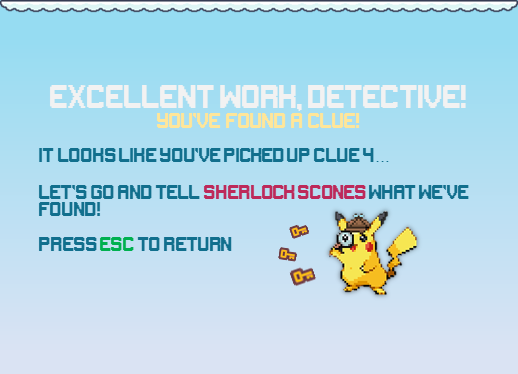 EXCELLENT WORK, DETECTIVE!
YOU'VE FOUND A CLUE!
IT LOOKS LIKE YOU'VE PICKED UP CLUE 4...
LET'S GO AND TELL SHERLOCK SCONES WHAT WE'VE
FOUND!
PRESS ESC TO RETURN